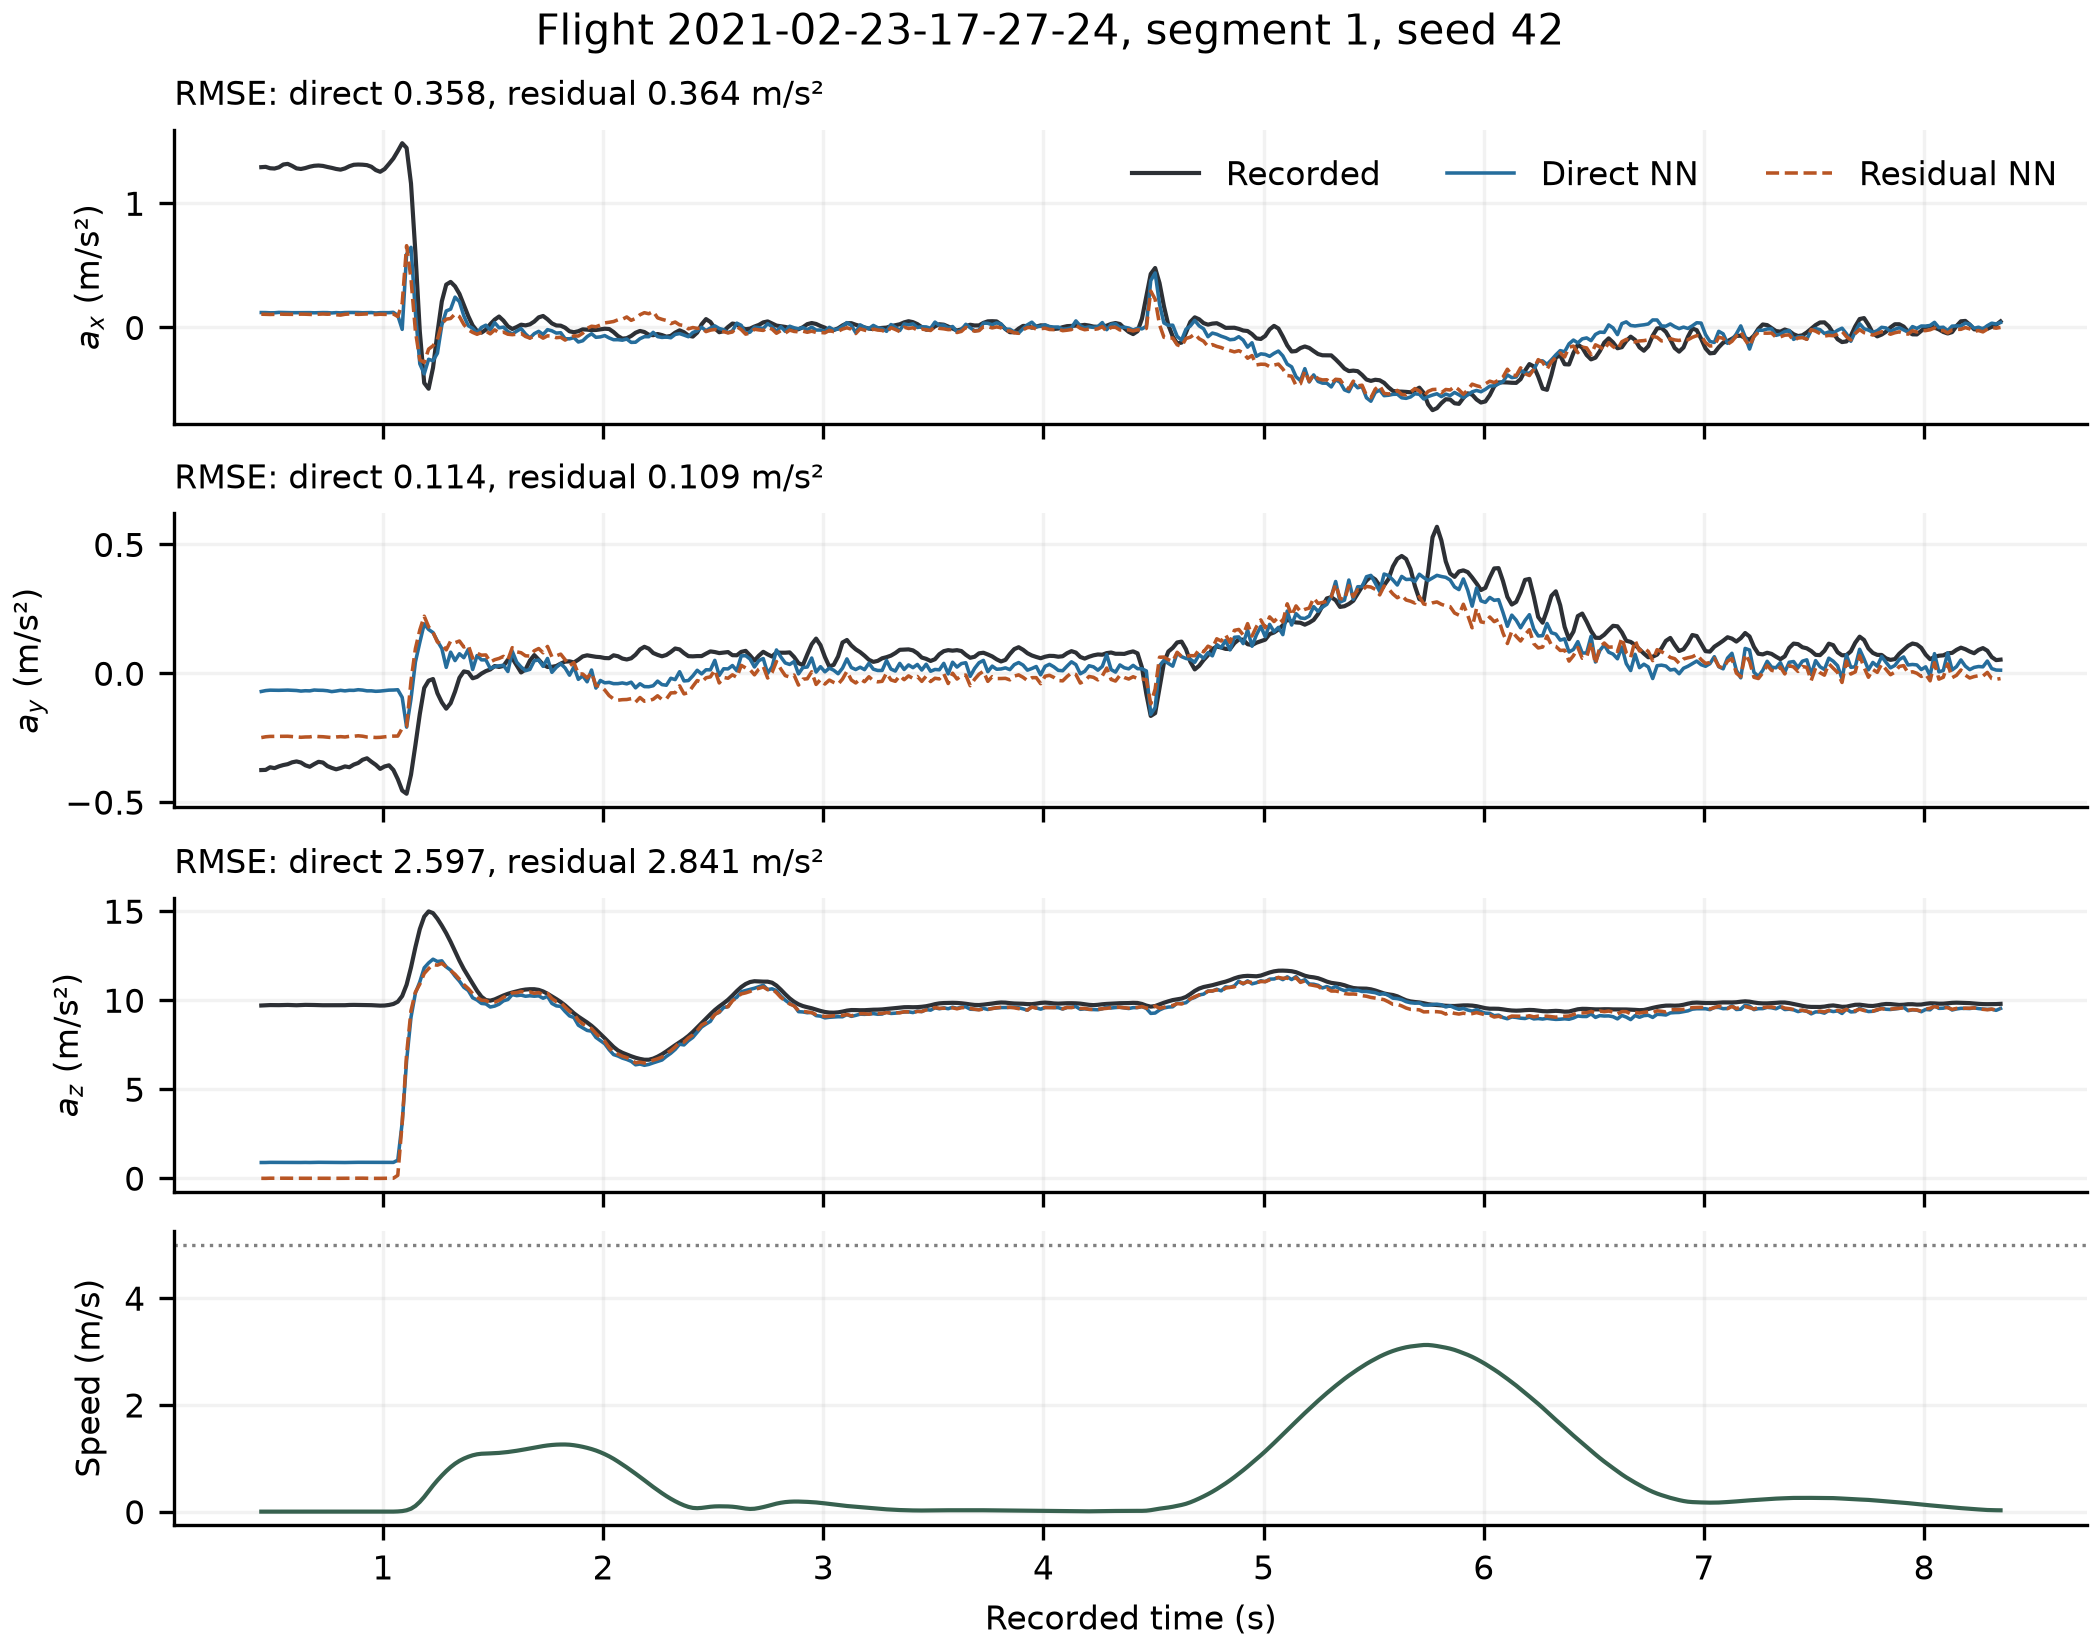 Flight 2021-02-23-17-27-24, segment 1, seed 42
RMSE: direct 0.358, residual 0.364 m/s²
Recorded
Direct NN
Residual NN
1
0
aₓ (m/s²)
RMSE: direct 0.114, residual 0.109 m/s²
0.5
0.0
−0.5
a_y (m/s²)
RMSE: direct 2.597, residual 2.841 m/s²
15
10
5
0
a_z (m/s²)
4
2
0
Speed (m/s)
1 2 3 4 5 6 7 8
Recorded time (s)